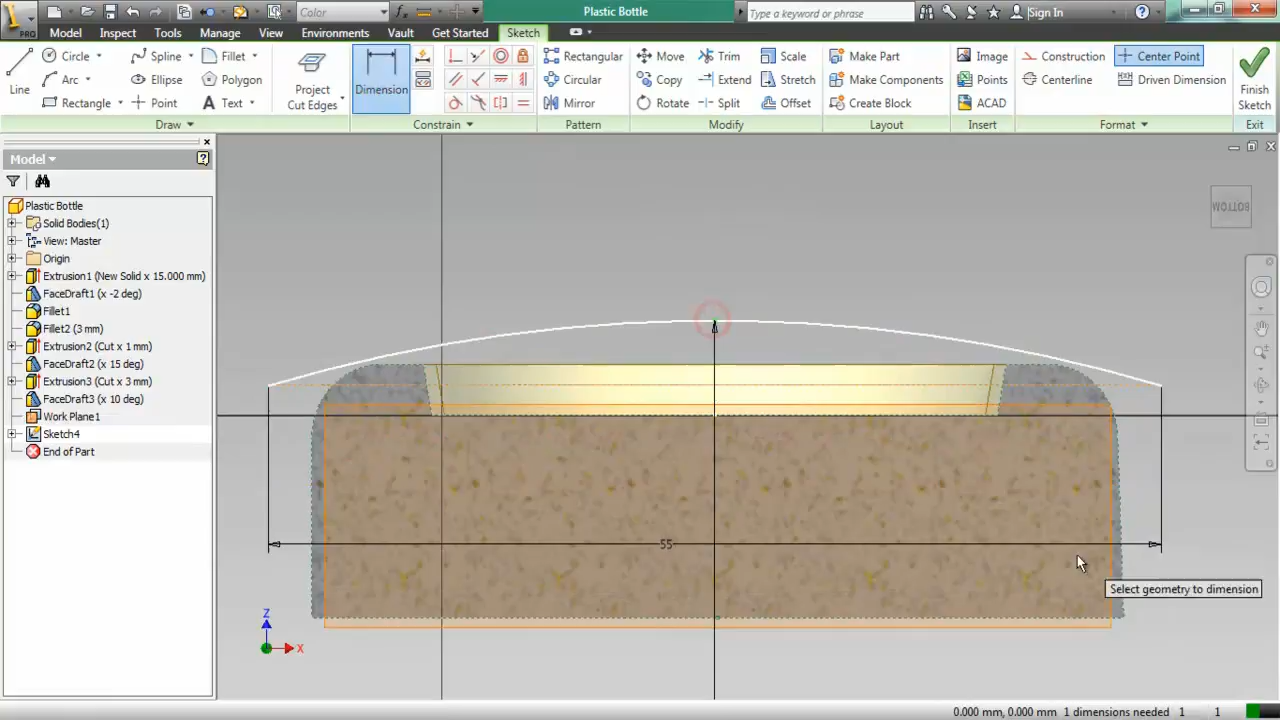 PRO
Color
Plastic Bottle
Type a keyword or phrase
Sign In
Model
Inspect
Tools
Manage
View
Environments
Vault
Get Started
Sketch
Line
Circle
Arc
Rectangle
Spline
Ellipse
Point
Fillet
Polygon
Text
Project
Cut Edges
Dimension
Rectangular
Circular
Mirror
Move
Copy
Rotate
Trim
Extend
Split
Scale
Stretch
Offset
Make Part
Make Components
Create Block
Image
Points
ACAD
Construction
Centerline
Center Point
Driven Dimension
Finish
Sketch
Draw
Constrain
Pattern
Modify
Layout
Insert
Format
Exit
Model
Plastic Bottle
Solid Bodies(1)
View: Master
Origin
Extrusion1 (New Solid x 15.000 mm)
FaceDraft1 (x -2 deg)
Fillet1
Fillet2 (3 mm)
Extrusion2 (Cut x 1 mm)
FaceDraft2 (x 15 deg)
Extrusion3 (Cut x 3 mm)
FaceDraft3 (x 10 deg)
Work Plane1
Sketch4
End of Part
BOTTOM
55
Select geometry to dimension
Z
X
0.000 mm, 0.000 mm 1 dimensions needed 1 1